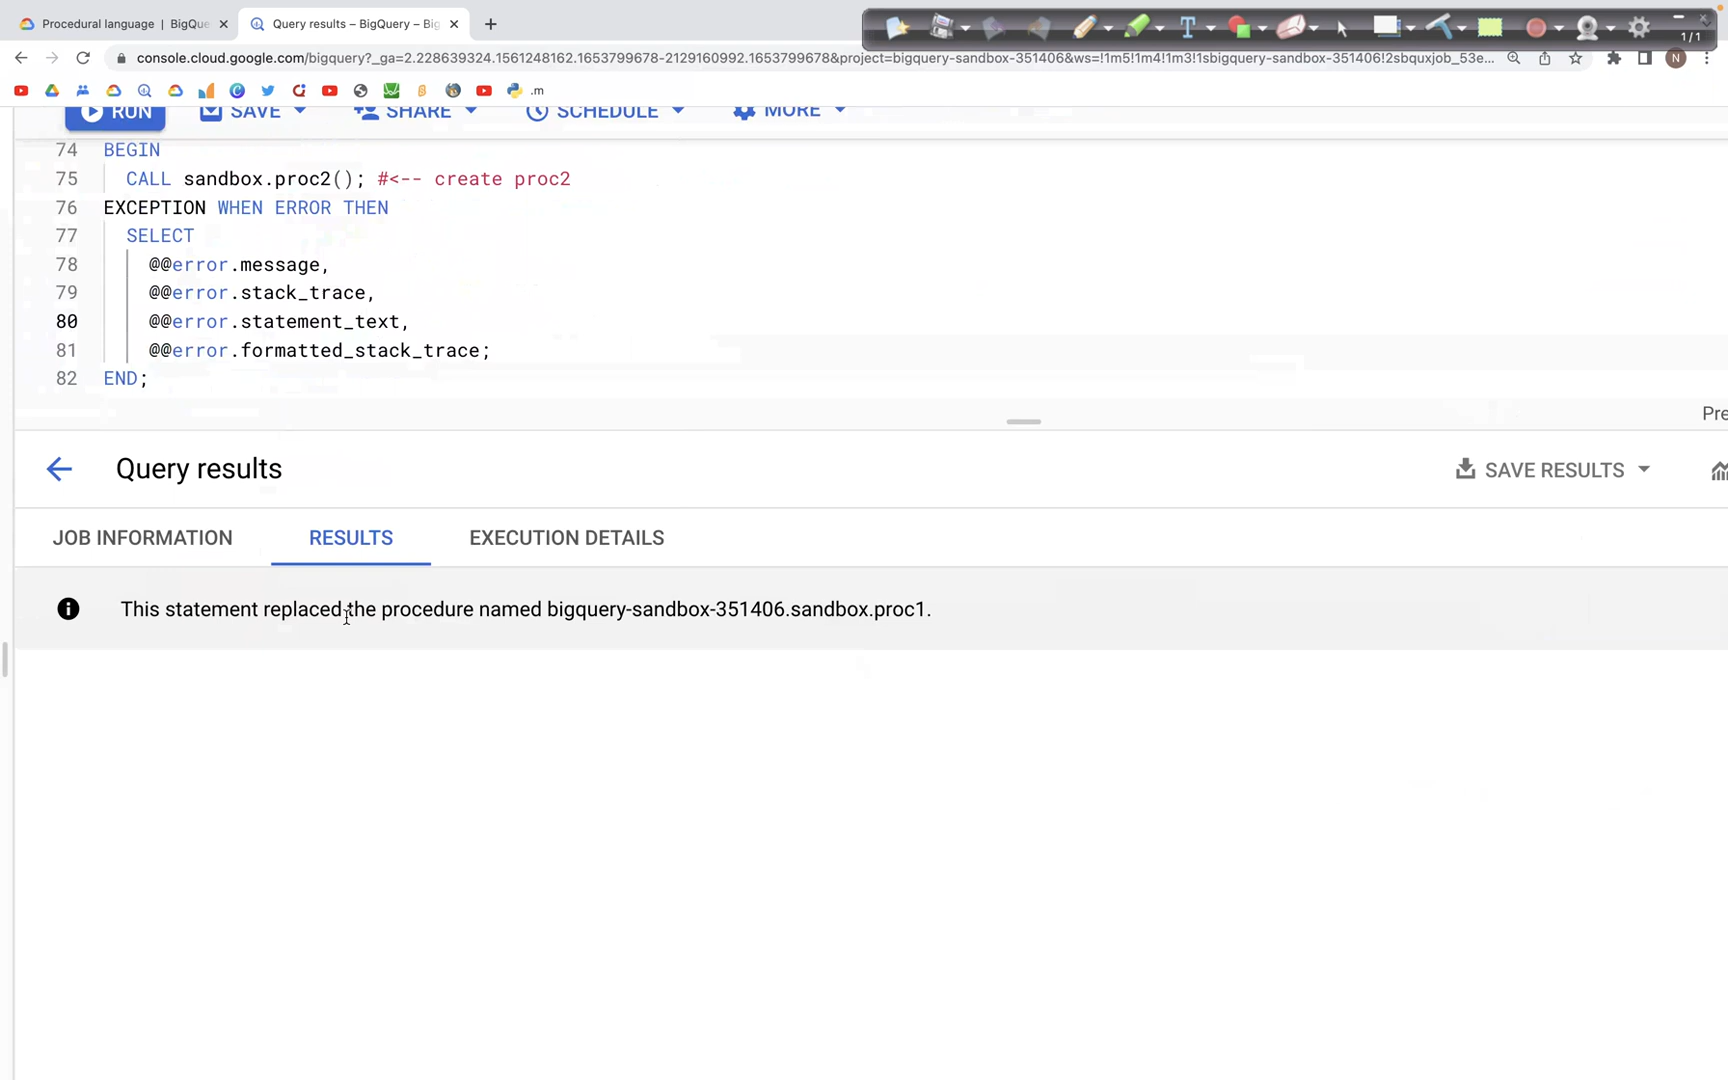 Procedural language | BigQue
Query results – BigQuery – Big
1/1
console.cloud.google.com/bigquery?_ga=2.228639324.1561248162.1653799678-2129160992.1653799678&project=bigquery-sandbox-351406&ws=!1m5!1m4!1m3!1sbigquery-sandbox-351406!2sbquxjob_53e...
N
.m
RUN SAVE SHARE SCHEDULE MORE
74 BEGIN
75 CALL sandbox.proc2(); #<-- create proc2
76 EXCEPTION WHEN ERROR THEN
77 SELECT
78 @@error.message,
79 @@error.stack_trace,
80 @@error.statement_text,
81 @@error.formatted_stack_trace;
82 END;
Pre
Query results
SAVE RESULTS
JOB INFORMATION RESULTS EXECUTION DETAILS
This statement replaced the procedure named bigquery-sandbox-351406.sandbox.proc1.